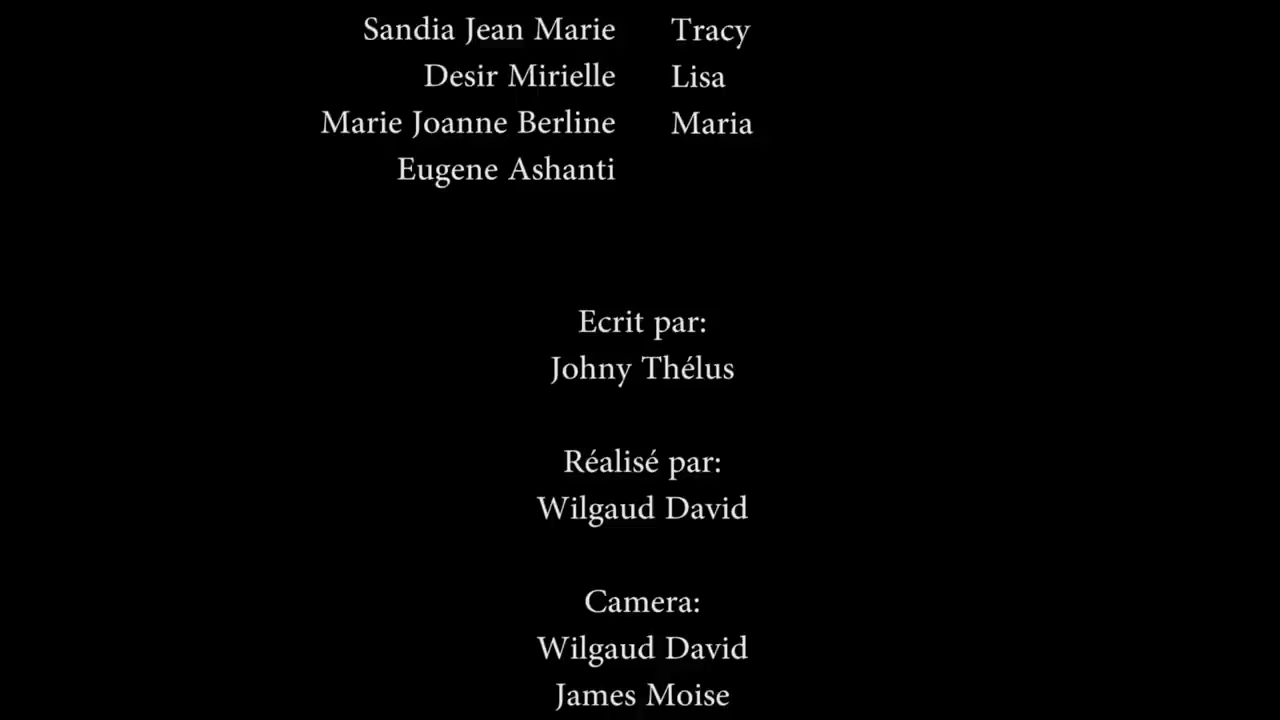 Sandia Jean Marie Tracy
Desir Mirielle Lisa
Marie Joanne Berline Maria
Eugene Ashanti
Ecrit par:
Johny Thélus
Réalisé par:
Wilgaud David
Camera:
Wilgaud David
James Moise